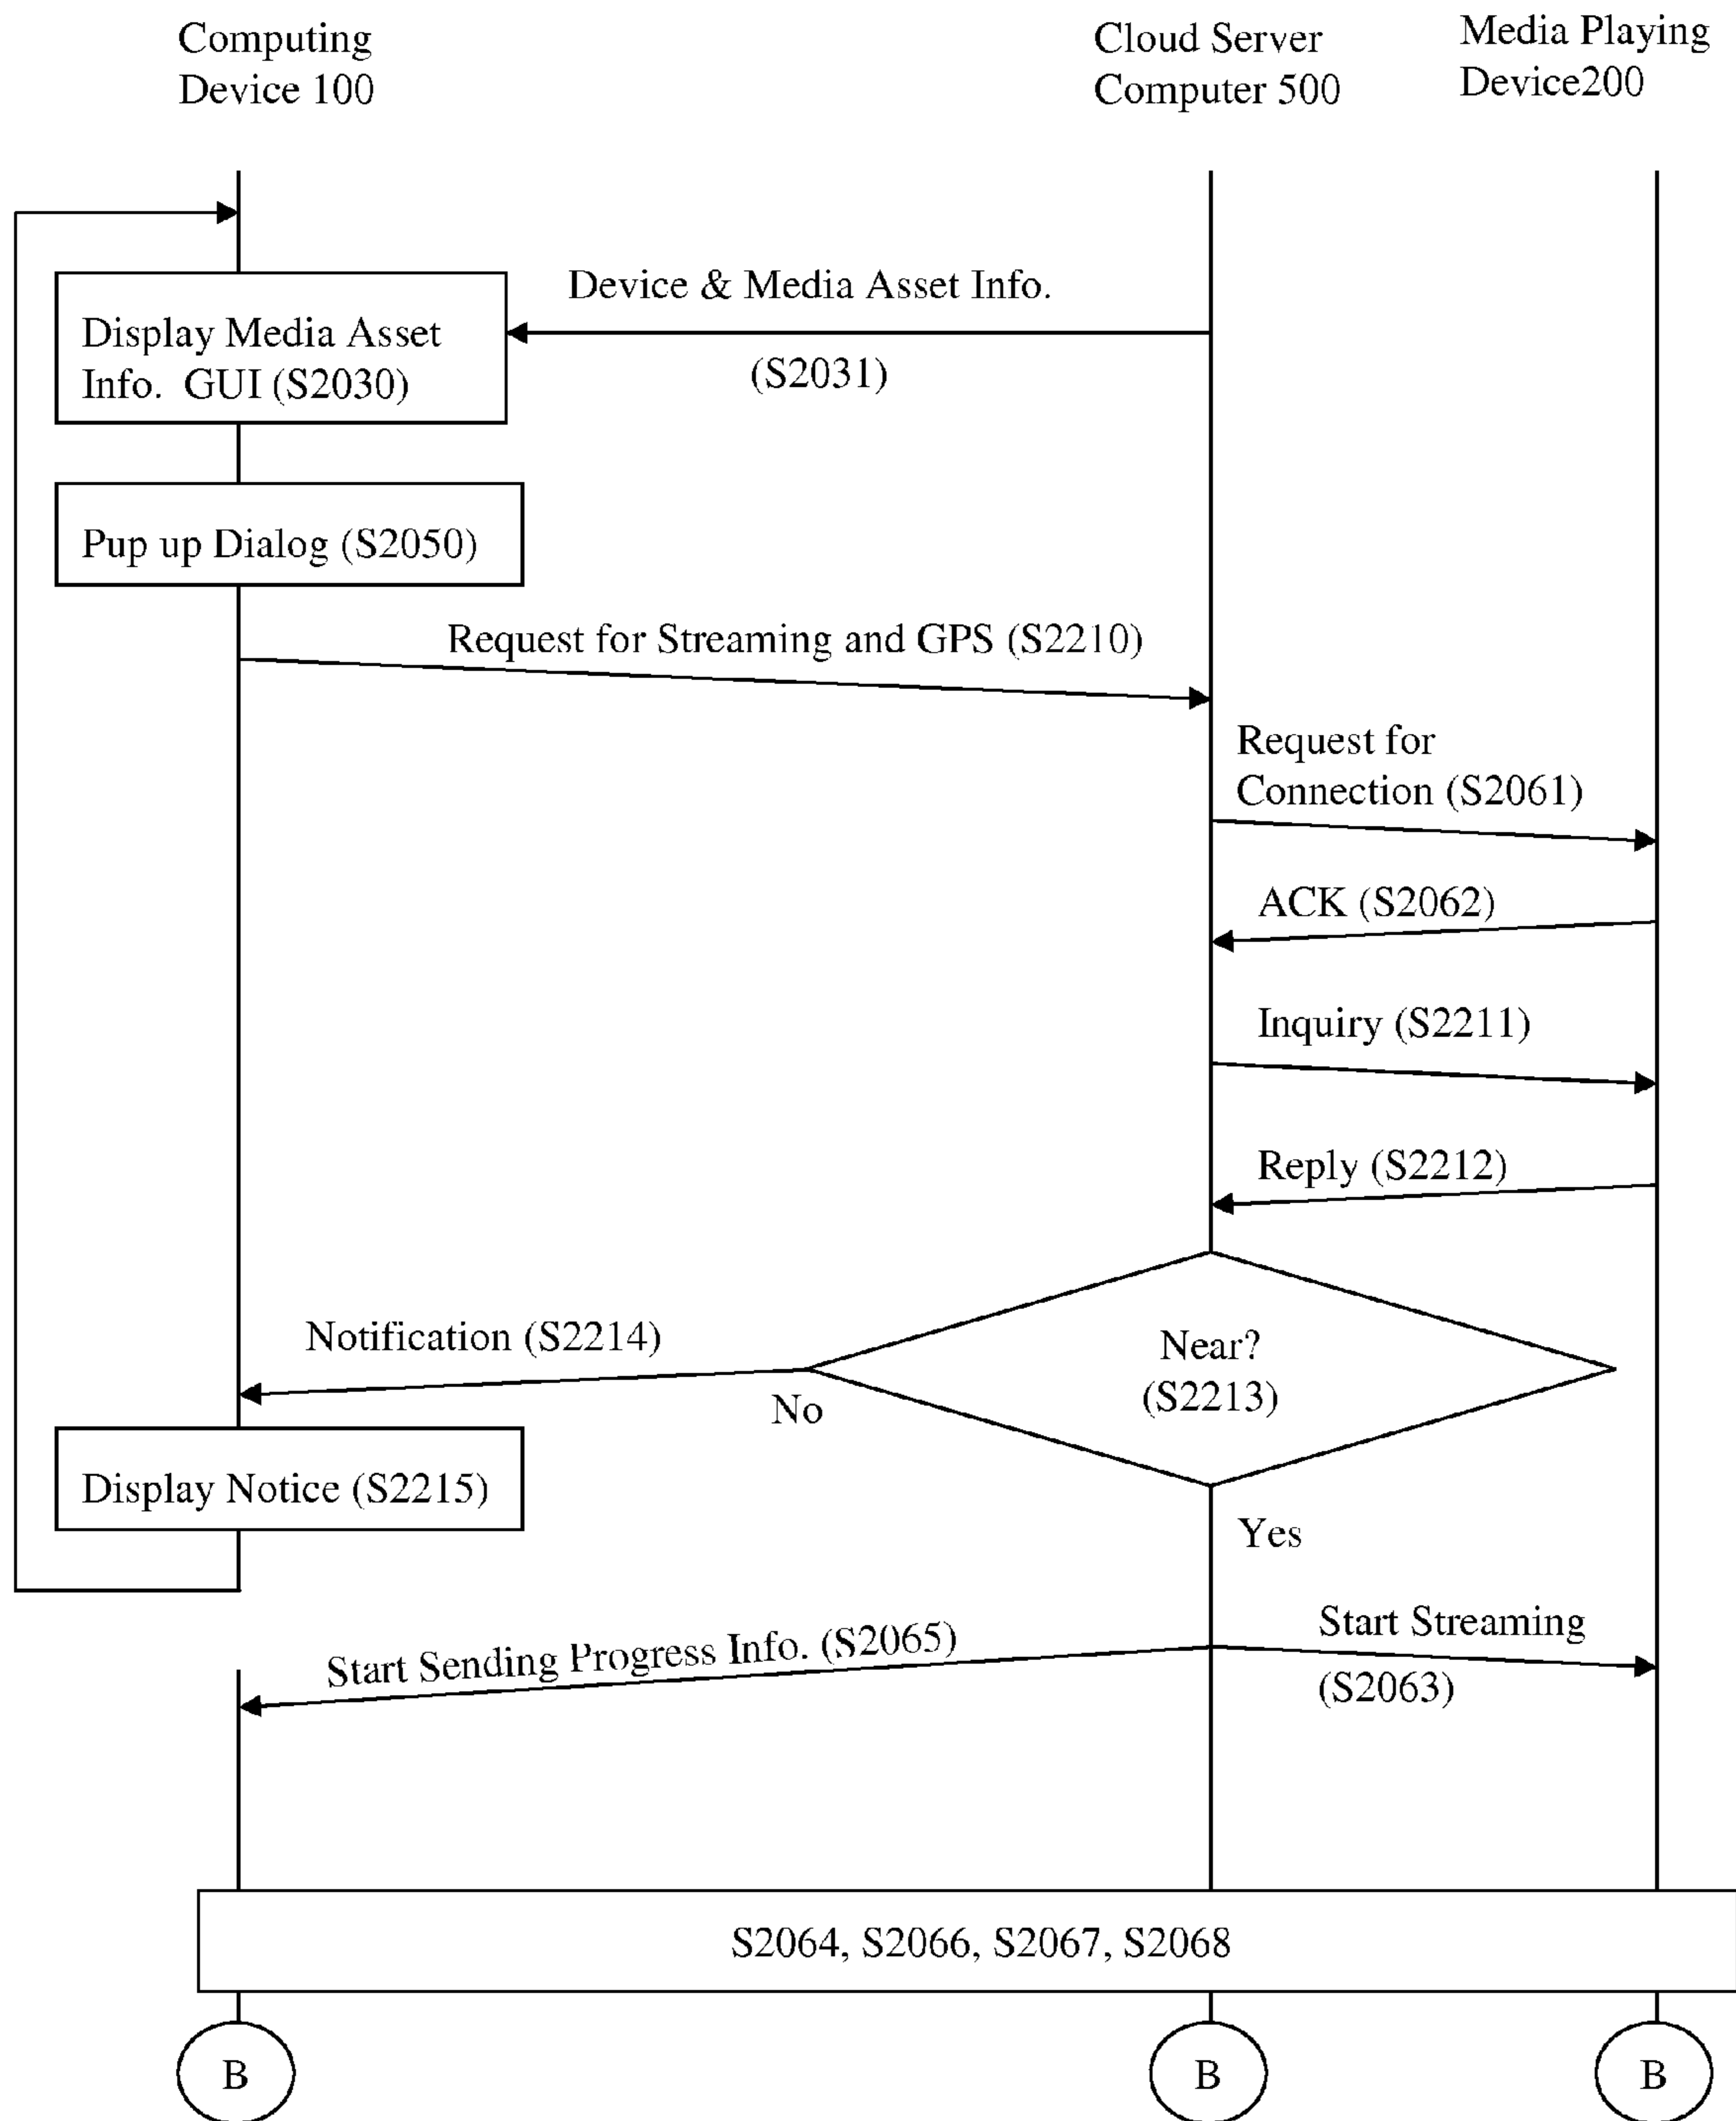 Computing
Device 100
Cloud Server
Computer 500
Media Playing
Device200
Device & Media Asset Info.
(S2031)
Display Media Asset
Info. GUI (S2030)
Pup up Dialog (S2050)
Request for Streaming and GPS (S2210)
Request for
Connection (S2061)
ACK (S2062)
Inquiry (S2211)
Reply (S2212)
Near?
(S2213)
Notification (S2214)
No
Display Notice (S2215)
Yes
Start Sending Progress Info. (S2065)
Start Streaming
(S2063)
S2064, S2066, S2067, S2068
B
B
B